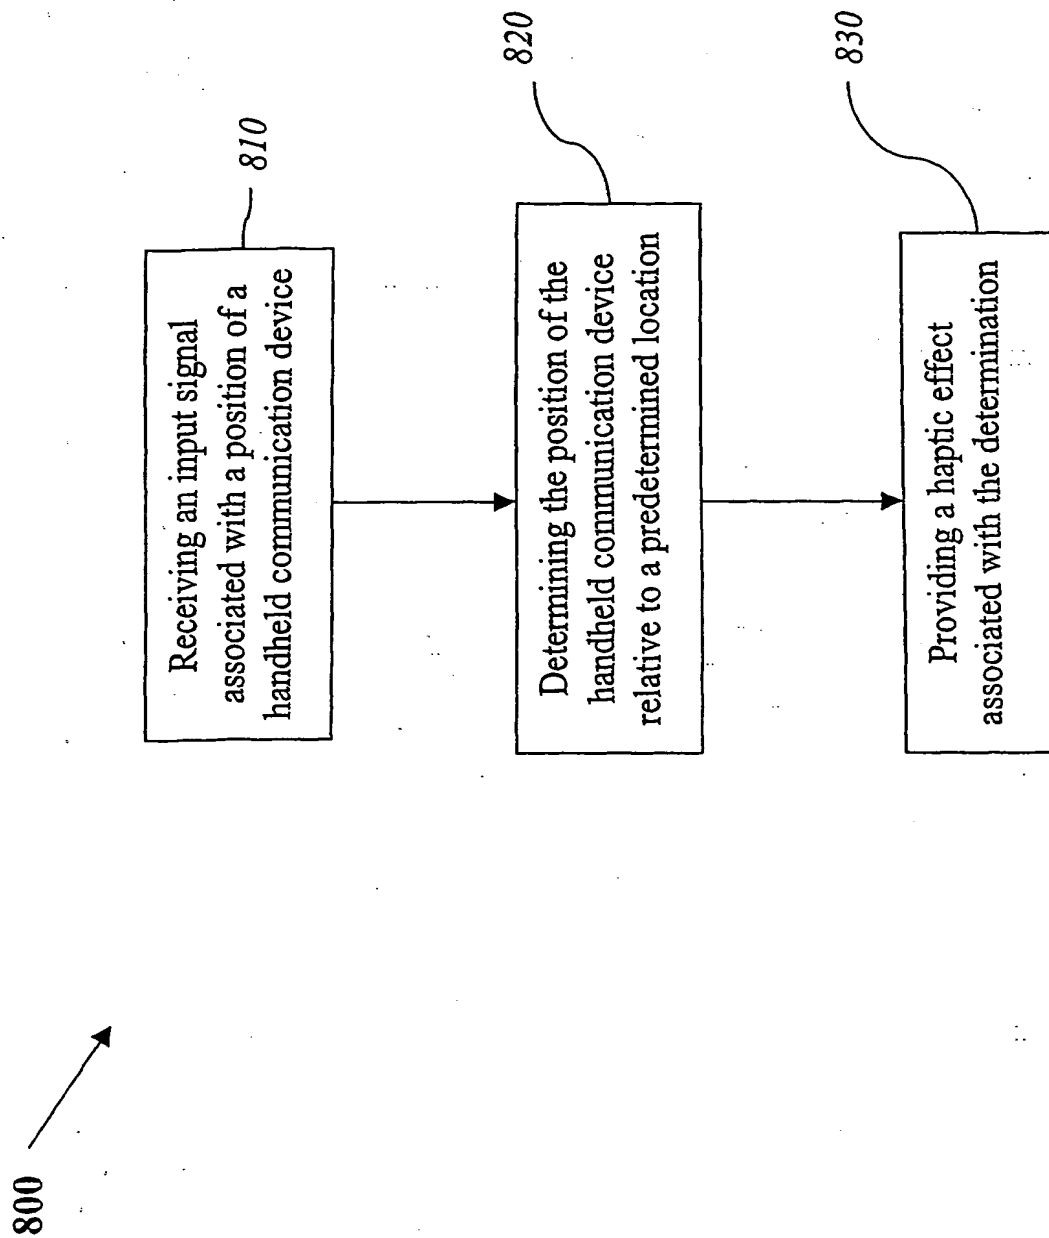 800
Receiving an input signal
associated with a position of a
handheld communication device
810
Determining the position of the
handheld communication device
relative to a predetermined location
820
Providing a haptic effect
associated with the determination
830